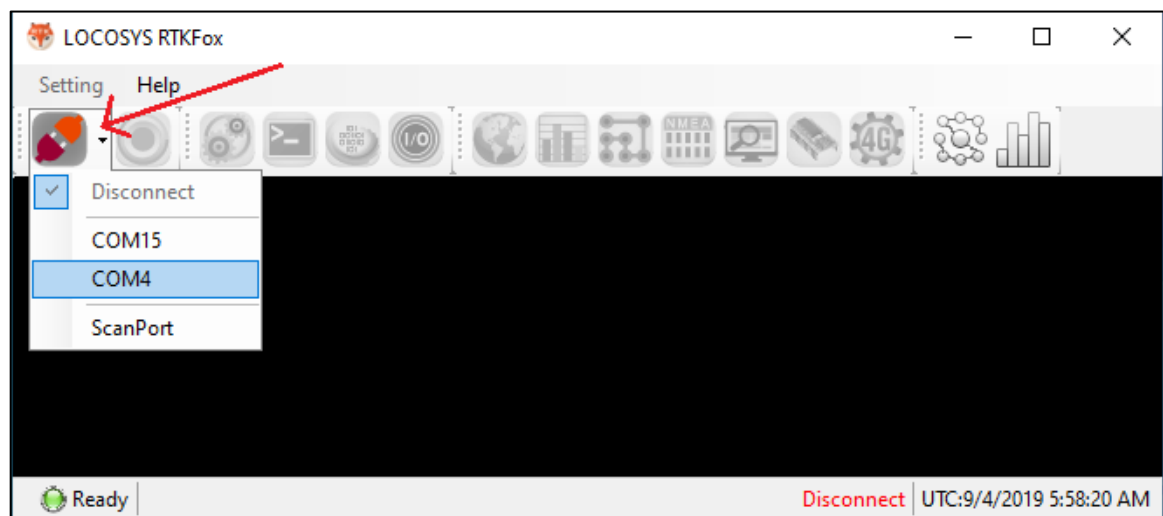 LOCOSYS RTKFox
Setting Help
>_ I/O NMEA 4G
Disconnect
COM15
COM4
ScanPort
Ready Disconnect UTC:9/4/2019 5:58:20 AM